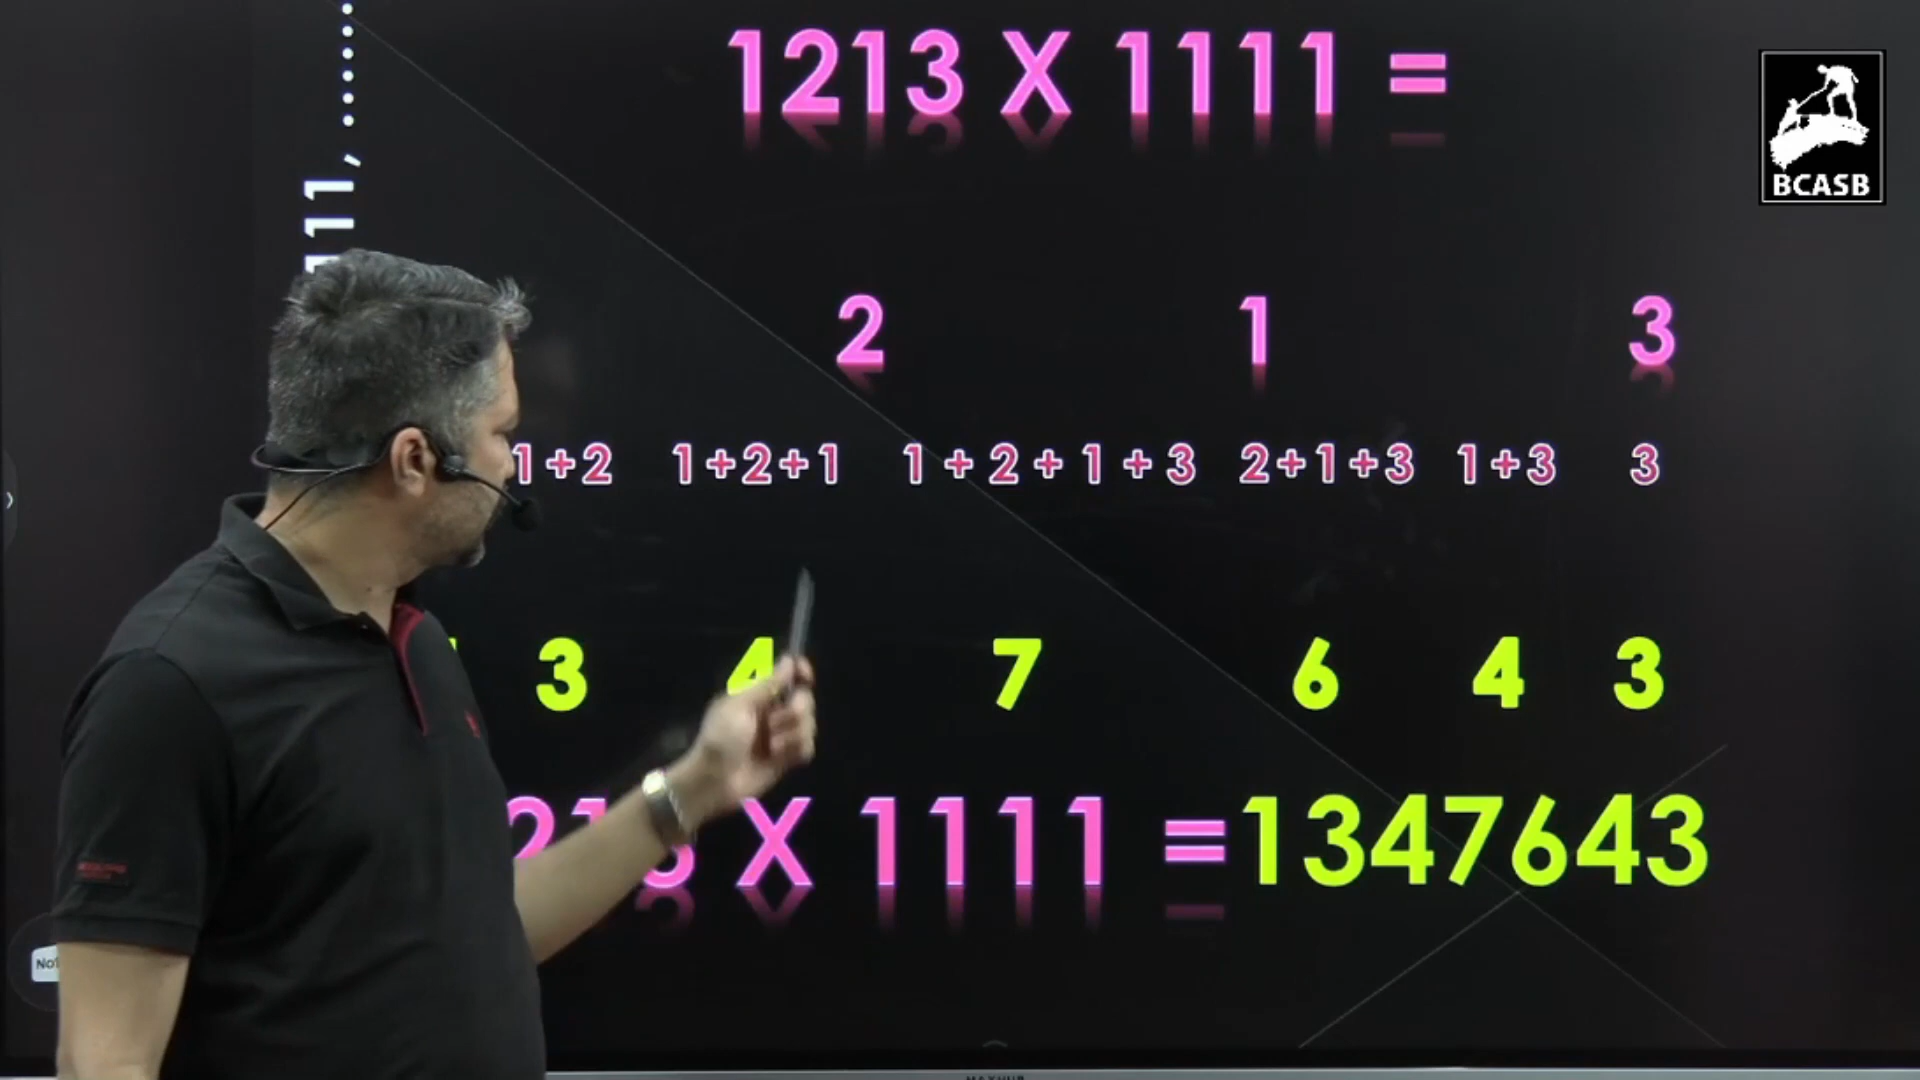 1213 X 1111 =
111, ......
BCASB
2 1 3
1+2 1+2+1 1+2+1+3 2+1+3 1+3 3
3 4 7 6 4 3
X 1111 =1347643